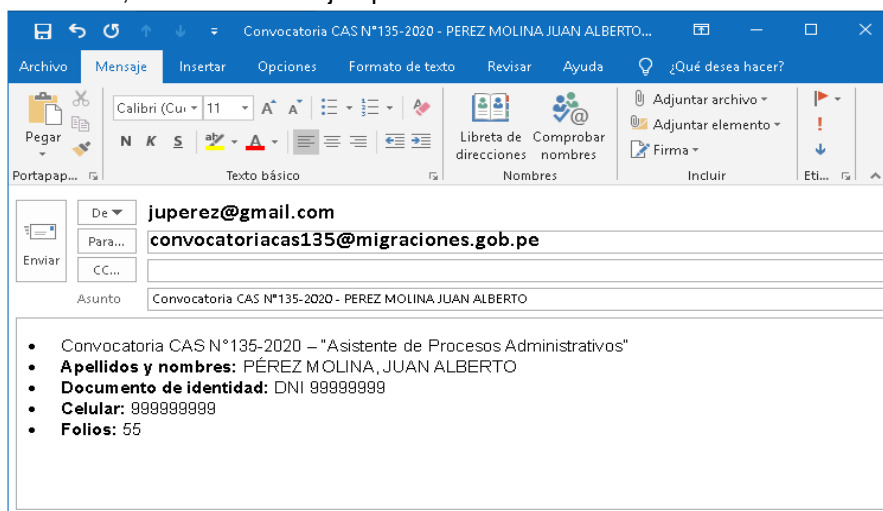 Convocatoria CAS N°135-2020 - PEREZ MOLINA JUAN ALBERTO...
Archivo Mensaje Insertar Opciones Formato de texto Revisar Ayuda ¿Qué desea hacer?
Pegar
Calibri (Cu 11
N K S
Libreta de direcciones
Comprobar nombres
Adjuntar archivo
Adjuntar elemento
Firma
Portapap... Texto básico Nombres Incluir Eti...
Enviar
De juperez@gmail.com
Para... convocatoriacas135@migraciones.gob.pe
CC...
Asunto Convocatoria CAS N°135-2020 - PEREZ MOLINA JUAN ALBERTO
• Convocatoria CAS N°135-2020 – "Asistente de Procesos Administrativos"
• Apellidos y nombres: PÉREZ MOLINA, JUAN ALBERTO
• Documento de identidad: DNI 99999999
• Celular: 999999999
• Folios: 55